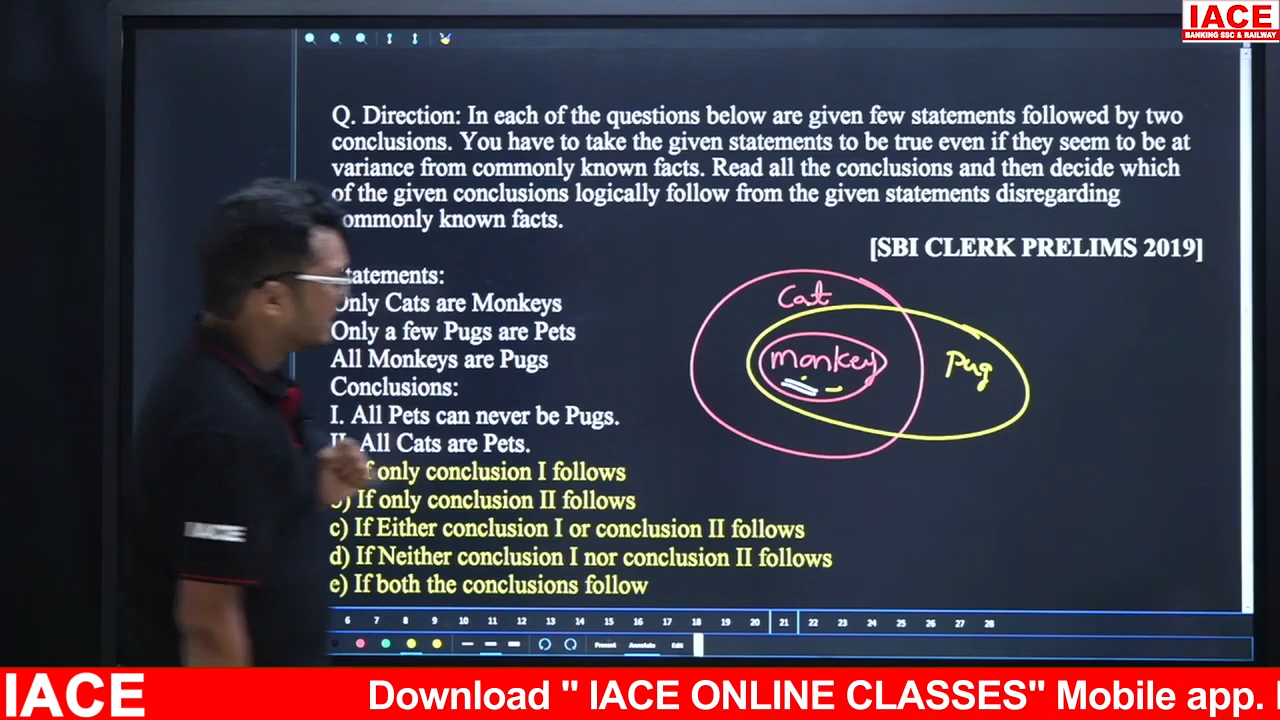 IACE
BANKING SSC & RAILWAY
Q. Direction: In each of the questions below are given few statements followed by two
conclusions. You have to take the given statements to be true even if they seem to be at
variance from commonly known facts. Read all the conclusions and then decide which
of the given conclusions logically follow from the given statements disregarding
ommonly known facts.
[SBI CLERK PRELIMS 2019]
tatements:
Only Cats are Monkeys
Only a few Pugs are Pets
All Monkeys are Pugs
Conclusions:
I. All Pets can never be Pugs.
II. All Cats are Pets.
If only conclusion I follows
b) If only conclusion II follows
c) If Either conclusion I or conclusion II follows
d) If Neither conclusion I nor conclusion II follows
e) If both the conclusions follow
Cat
monkey
Pug
IACE
6 7 8 9 10 11 12 13 14 15 16 17 18 19 20 21 22 23 24 25 26 27 28
Present Annotate Edit
IACE Download " IACE ONLINE CLASSES" Mobile app.